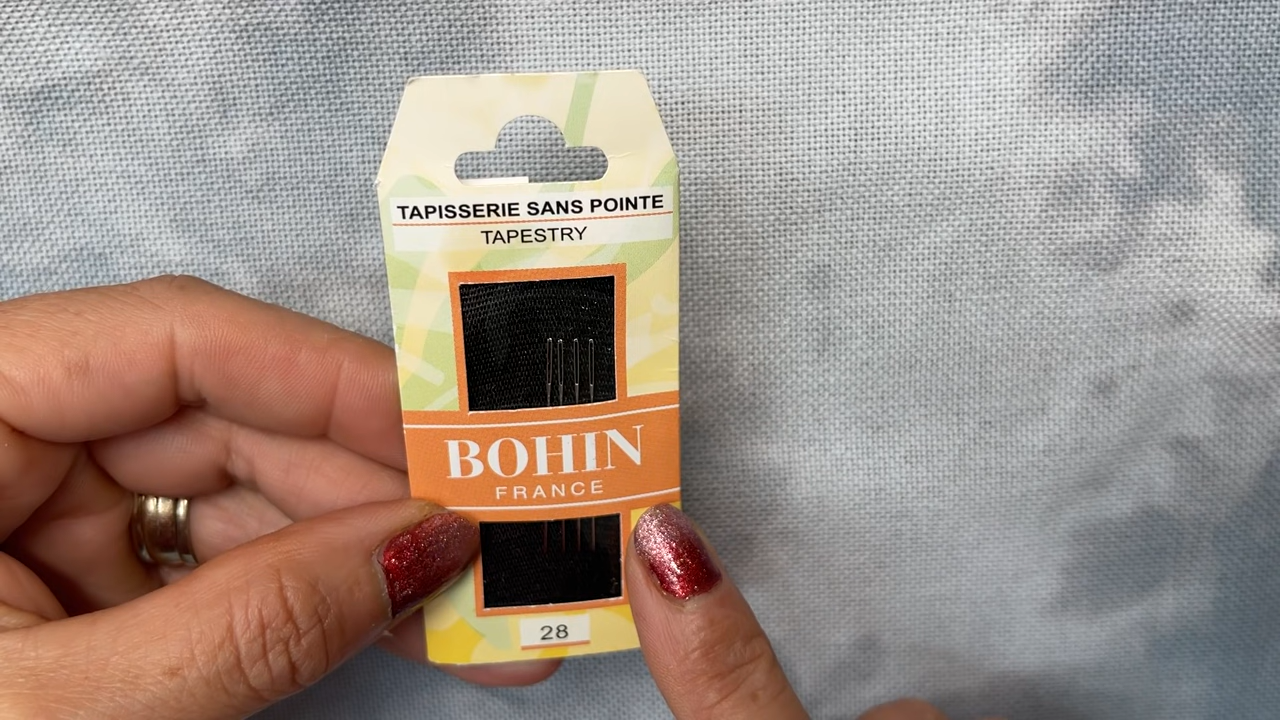 TAPISSERIE SANS POINTE
TAPESTRY
BOHIN
FRANCE
28